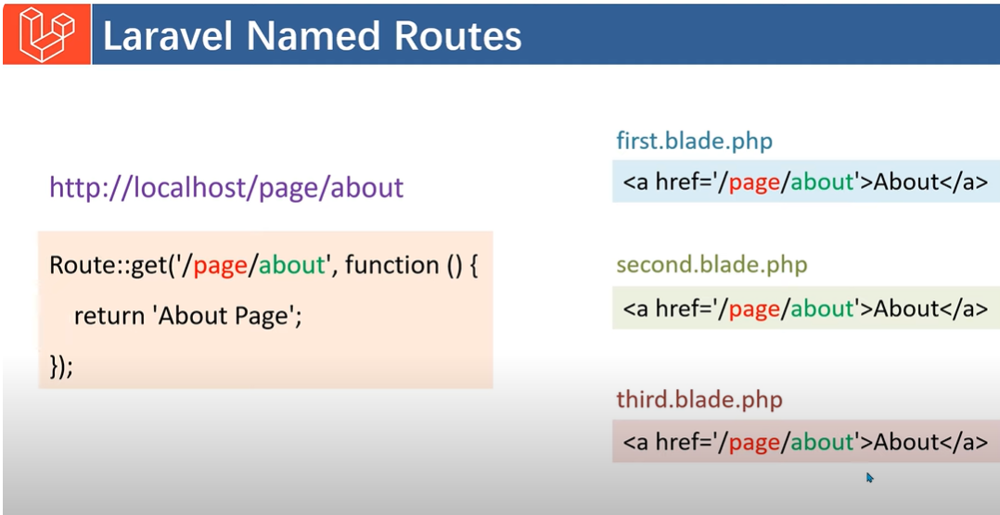 Laravel Named Routes
http://localhost/page/about
Route::get('/page/about', function () {
return 'About Page';
});
first.blade.php
<a href='/page/about'>About</a>
second.blade.php
<a href='/page/about'>About</a>
third.blade.php
<a href='/page/about'>About</a>